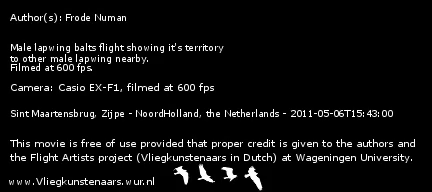 Author(s): Frode Numan
Male lapwing balts flight showing it's territory
to other male lapwing nearby.
Filmed at 600 fps.
Camera: Casio EX-F1, filmed at 600 fps
Sint Maartensbrug, Zijpe - NoordHolland, the Netherlands - 2011-05-06T15:43:00
This movie is free of use provided that proper credit is given to the authors and
the Flight Artists project (Vliegkunstenaars in Dutch) at Wageningen University.
www.Vliegkunstenaars.wur.nl